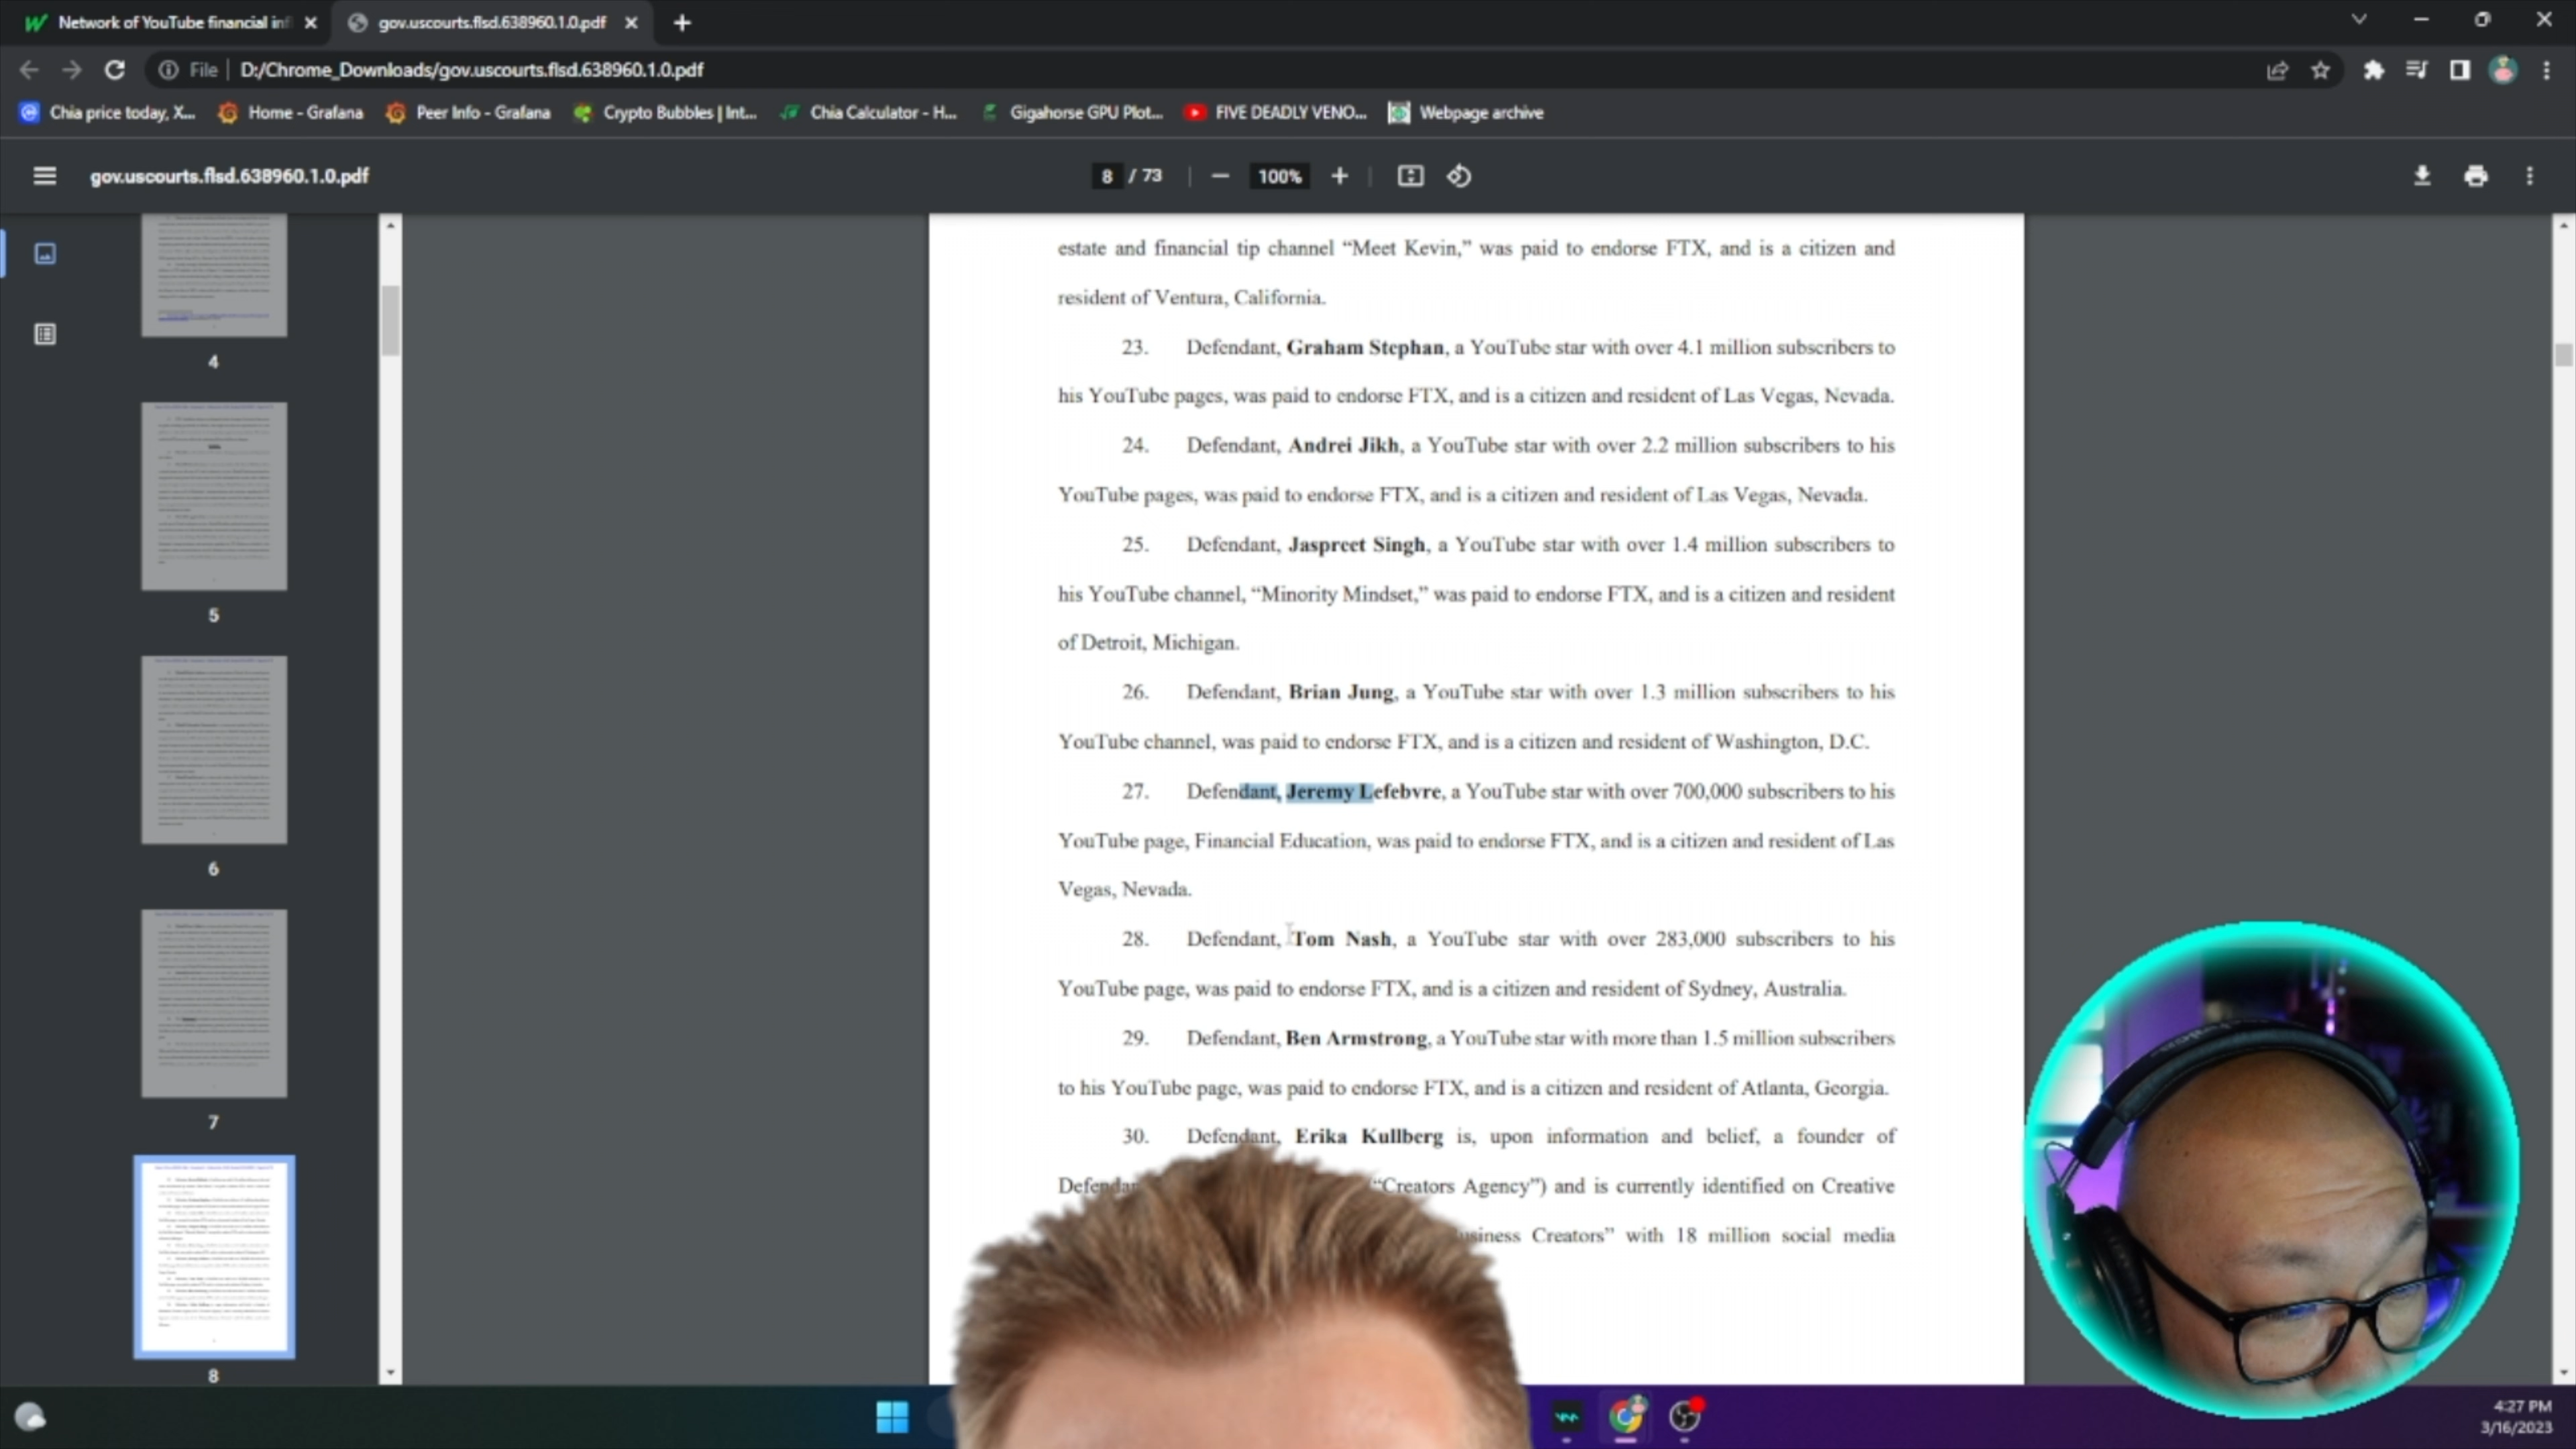 Network of YouTube financial inf
gov.uscourts.flsd.638960.1.0.pdf
File
D:/Chrome_Downloads/gov.uscourts.flsd.638960.1.0.pdf
Chia price today, X...
Home - Grafana
Peer Info - Grafana
Crypto Bubbles | Int...
Chia Calculator - H...
Gigahorse GPU Plot...
FIVE DEADLY VENO...
Webpage archive
gov.uscourts.flsd.638960.1.0.pdf
8 / 73
100%
4
5
6
7
8
estate and financial tip channel “Meet Kevin,” was paid to endorse FTX, and is a citizen and
resident of Ventura, California.
23. Defendant, Graham Stephan, a YouTube star with over 4.1 million subscribers to
his YouTube pages, was paid to endorse FTX, and is a citizen and resident of Las Vegas, Nevada.
24. Defendant, Andrei Jikh, a YouTube star with over 2.2 million subscribers to his
YouTube pages, was paid to endorse FTX, and is a citizen and resident of Las Vegas, Nevada.
25. Defendant, Jaspreet Singh, a YouTube star with over 1.4 million subscribers to
his YouTube channel, “Minority Mindset,” was paid to endorse FTX, and is a citizen and resident
of Detroit, Michigan.
26. Defendant, Brian Jung, a YouTube star with over 1.3 million subscribers to his
YouTube channel, was paid to endorse FTX, and is a citizen and resident of Washington, D.C.
27. Defendant, Jeremy Lefebvre, a YouTube star with over 700,000 subscribers to his
YouTube page, Financial Education, was paid to endorse FTX, and is a citizen and resident of Las
Vegas, Nevada.
28. Defendant, Tom Nash, a YouTube star with over 283,000 subscribers to his
YouTube page, was paid to endorse FTX, and is a citizen and resident of Sydney, Australia.
29. Defendant, Ben Armstrong, a YouTube star with more than 1.5 million subscribers
to his YouTube page, was paid to endorse FTX, and is a citizen and resident of Atlanta, Georgia.
30. Defendant, Erika Kullberg is, upon information and belief, a founder of
“Creators Agency”) and is currently identified on Creative
Creators” with 18 million social media
4:27 PM
3/16/2023